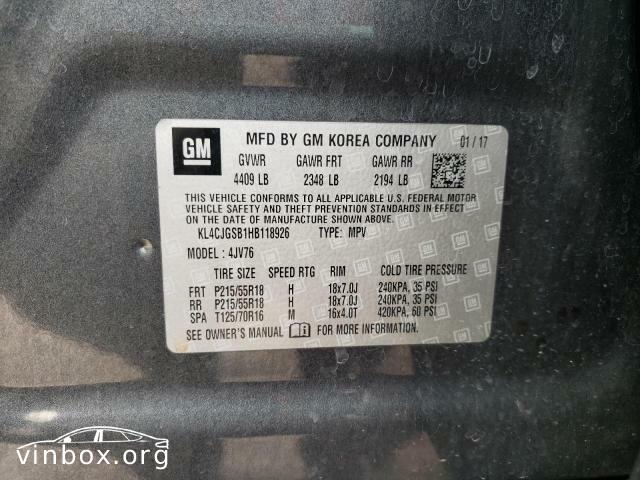 GM
MFD BY GM KOREA COMPANY 01/17
GVWR GAWR FRT GAWR RR
4409 LB 2348 LB 2194 LB
THIS VEHICLE CONFORMS TO ALL APPLICABLE U.S. FEDERAL MOTOR
VEHICLE SAFETY AND THEFT PREVENTION STANDARDS IN EFFECT
ON THE DATE OF MANUFACTURE SHOWN ABOVE.
KL4CJGSB1HB118926 TYPE: MPV
MODEL : 4JV76
TIRE SIZE SPEED RTG RIM COLD TIRE PRESSURE
FRT P215/55R18 H 18x7.0J 240KPA, 35 PSI
RR P215/55R18 H 18x7.0J 240KPA, 35 PSI
SPA T125/70R16 M 16x4.0T 420KPA, 60 PSI
SEE OWNER'S MANUAL FOR MORE INFORMATION.
vinbox.org